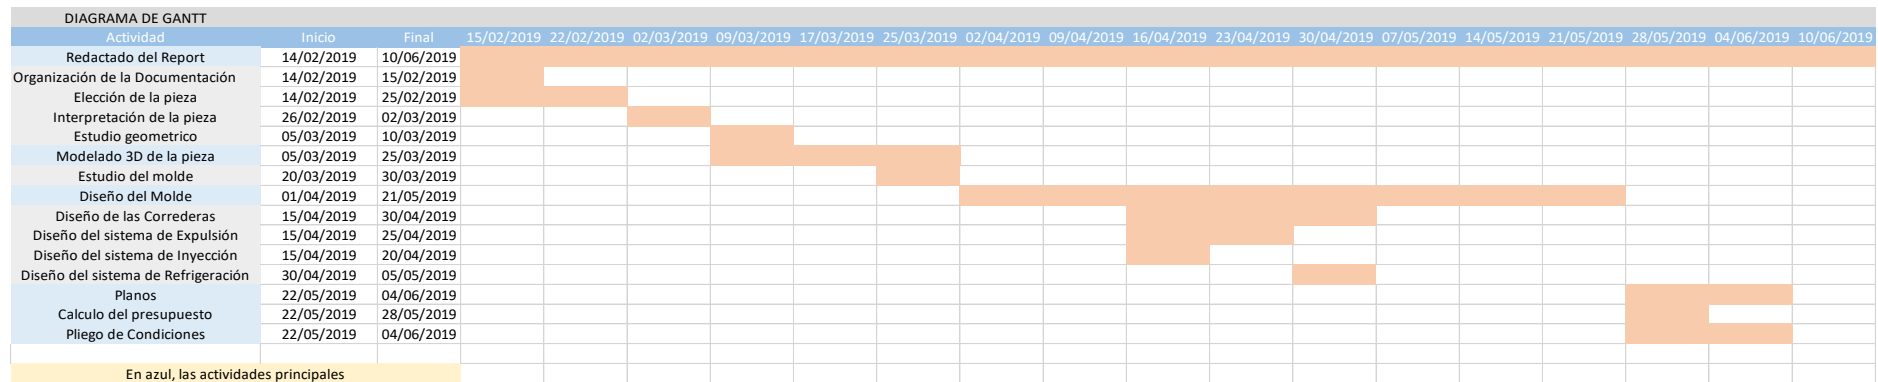 DIAGRAMA DE GANTT
Actividad Inicio Final 15/02/2019 22/02/2019 02/03/2019 09/03/2019 17/03/2019 25/03/2019 02/04/2019 09/04/2019 16/04/2019 23/04/2019 30/04/2019 07/05/2019 14/05/2019 21/05/2019 28/05/2019 04/06/2019 10/06/2019
Redactado del Report 14/02/2019 10/06/2019
Organización de la Documentación 14/02/2019 15/02/2019
Elección de la pieza 14/02/2019 25/02/2019
Interpretación de la pieza 26/02/2019 02/03/2019
Estudio geometrico 05/03/2019 10/03/2019
Modelado 3D de la pieza 05/03/2019 25/03/2019
Estudio del molde 20/03/2019 30/03/2019
Diseño del Molde 01/04/2019 21/05/2019
Diseño de las Correderas 15/04/2019 30/04/2019
Diseño del sistema de Expulsión 15/04/2019 25/04/2019
Diseño del sistema de Inyección 15/04/2019 20/04/2019
Diseño del sistema de Refrigeración 30/04/2019 05/05/2019
Planos 22/05/2019 04/06/2019
Calculo del presupuesto 22/05/2019 28/05/2019
Pliego de Condiciones 22/05/2019 04/06/2019
En azul, las actividades principales